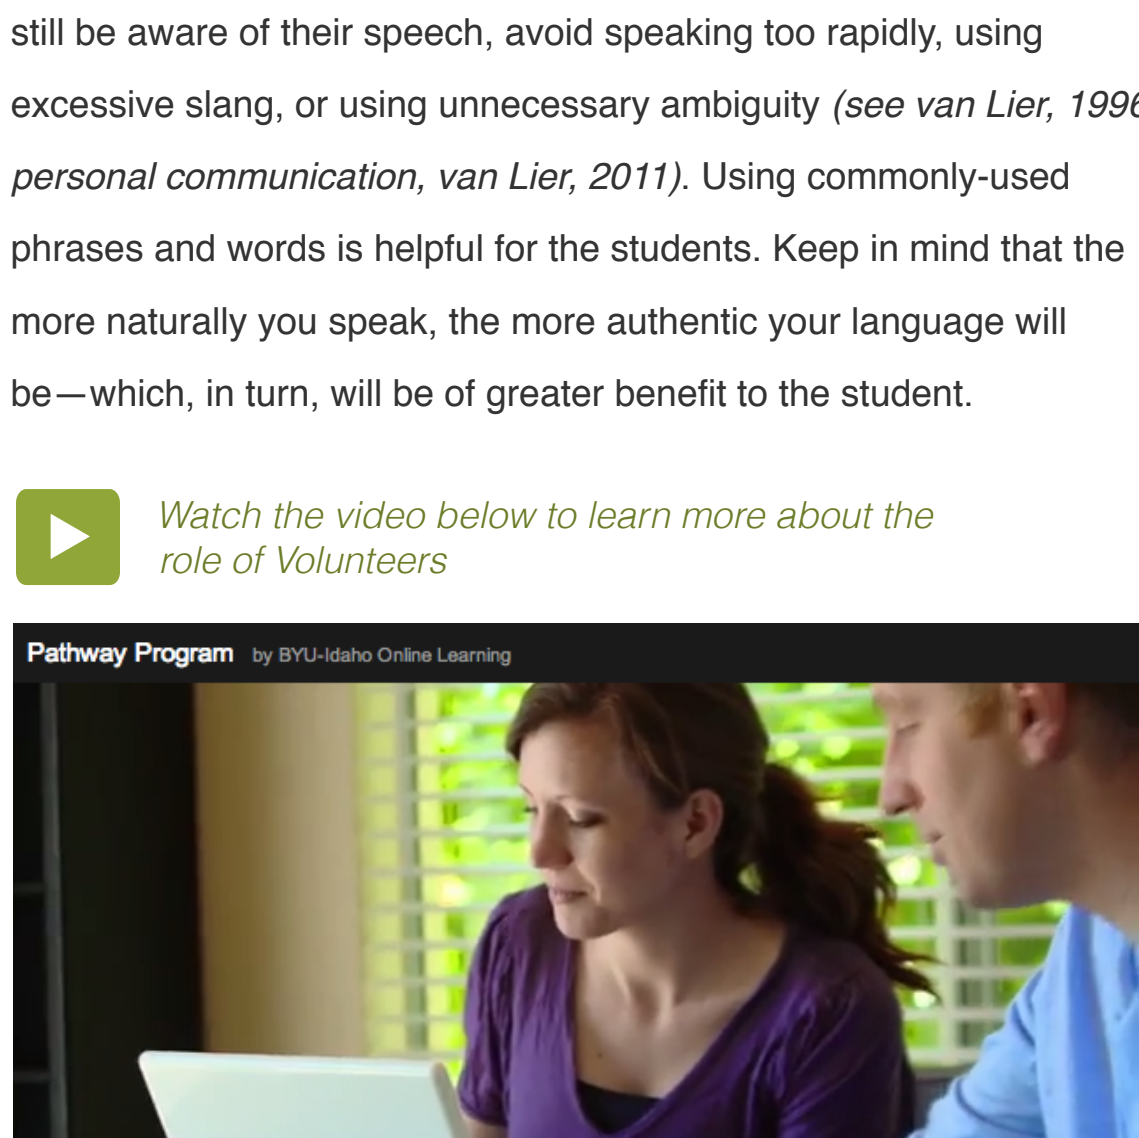 still be aware of their speech, avoid speaking too rapidly, using
excessive slang, or using unnecessary ambiguity (see van Lier, 1996
personal communication, van Lier, 2011). Using commonly-used
phrases and words is helpful for the students. Keep in mind that the
more naturally you speak, the more authentic your language will
be—which, in turn, will be of greater benefit to the student.
Watch the video below to learn more about the
role of Volunteers
Pathway Program by BYU-Idaho Online Learning